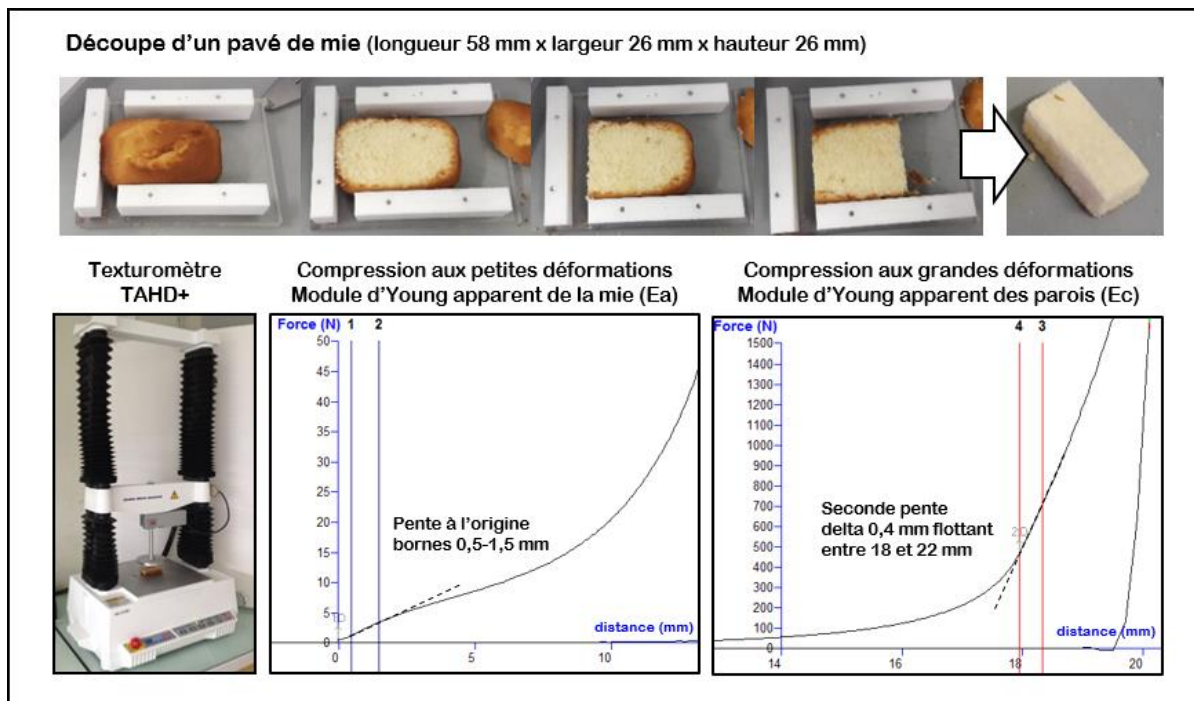 Découpe d'un pavé de mie (longueur 58 mm x largeur 26 mm x hauteur 26 mm)
Texturomètre
TAHD+
Compression aux petites déformations
Module d'Young apparent de la mie (Ea)
Force (N)
1
2
50
45
40
35
30
25
20
15
10
5
0
Pente à l'origine
bornes 0,5-1,5 mm
distance (mm)
0
5
10
Compression aux grandes déformations
Module d'Young apparent des parois (Ec)
Force (N)
4
3
1500
1400
1300
1200
1100
1000
900
800
700
600
500
400
300
200
100
0
Seconde pente
delta 0,4 mm flottant
entre 18 et 22 mm
distance (mm)
14
16
18
20